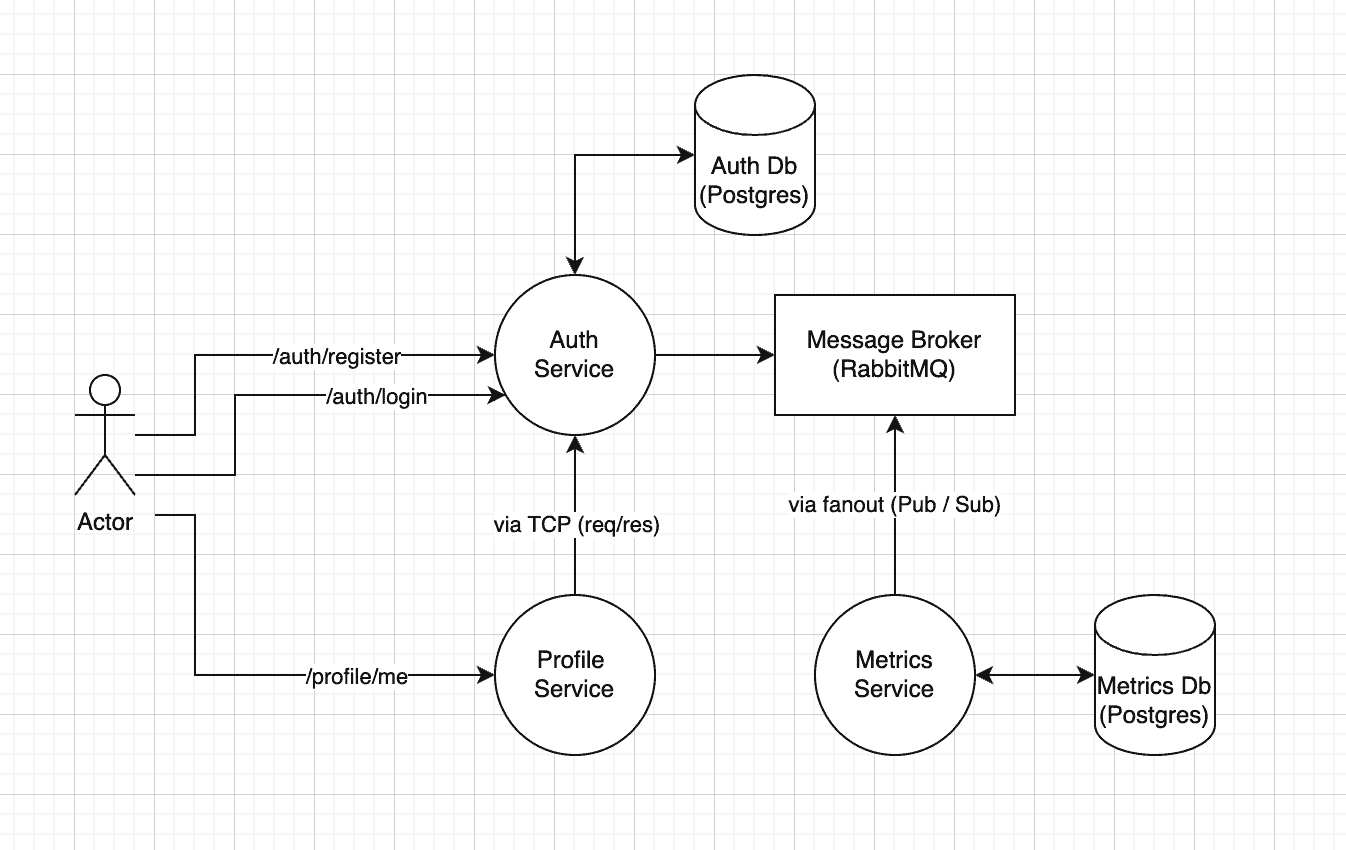 Auth Db
(Postgres)
Auth
Service
Message Broker
(RabbitMQ)
/auth/register
/auth/login
Actor
via TCP (req/res)
via fanout (Pub / Sub)
/profile/me
Profile
Service
Metrics
Service
Metrics Db
(Postgres)